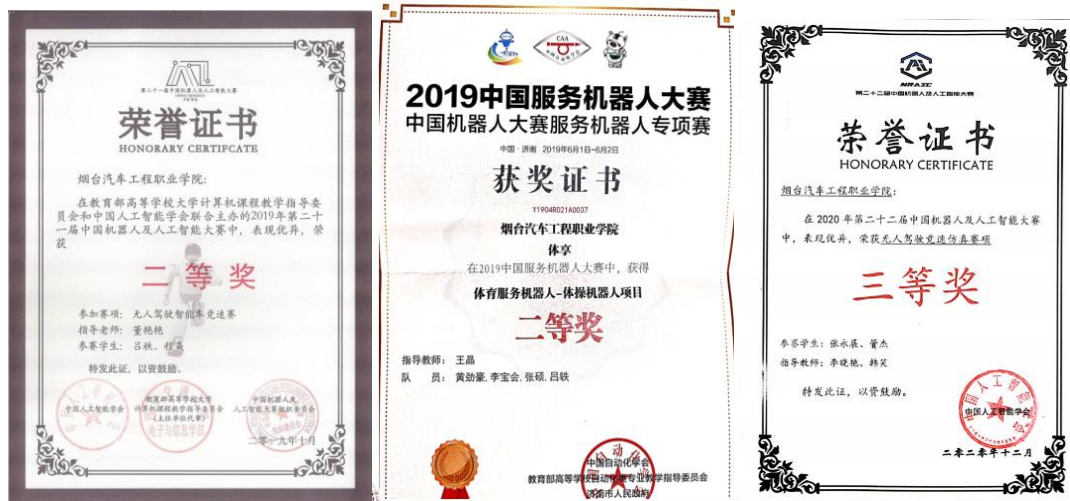 第二十一届中国机器人及人工智能大赛
荣誉证书
HONORARY CERTIFCATE
烟台汽车工程职业学院:
在教育部高等学校大学计算机课程教学指导委
员会和中国人工智能学会联合主办的2019年第二十
一届中国机器人及人工智能大赛中，表现优异，荣
获
二等奖
参加赛项: 无人驾驶智能车竞速赛
指导老师: 董艳艳
参赛学生: 吕轶、程
特发此证，以资鼓励。
中国人工智能学会
教育部高等学校大学
计算机课程教学指导委员会
(主任单位代章)
电子与信息学部
中国机器人及
人工智能大赛组织委员会
二〇一九年十月
CAA
2019中国服务机器人大赛
中国机器人大赛服务机器人专项赛
中国·济南 2019年6月1日-6月2日
获奖证书
Y1904R021A0037
烟台汽车工程职业学院
体享
在2019中国服务机器人大赛中，获得
体育服务机器人-体操机器人项目
二等奖
指导教师: 王晶
队 员: 黄劲豪,李宝会,张硕,吕轶
中国自动化学会
教育部高等学校自动化类专业教学指导委员会
济南市人民政府
NRAIC
第二十二届中国机器人及人工智能大赛
荣誉证书
HONORARY CERTIFICATE
烟台汽车工程职业学院:
在 2020 年第二十二届中国机器人及人工智能大赛
中，表现优异，荣获无人驾驶竞速仿真赛项
三等奖
参赛学生: 张永晨、管杰
指导教师: 李晓艳、韩笑
特发此证，以资鼓励。
中国人工智能学会
二零二零年十二月